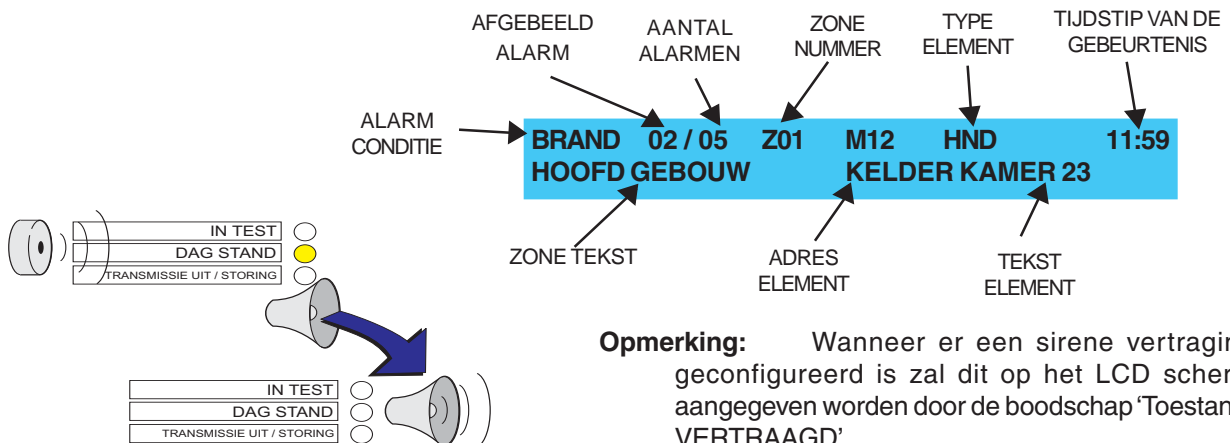 AFGEBEELD
ALARM
AANTAL
ALARMEN
ZONE
NUMMER
TYPE
ELEMENT
TIJDSTIP VAN DE
GEBEURTENIS
ALARM
CONDITIE
BRAND 02 / 05 Z01 M12 HND 11:59
HOOFD GEBOUW KELDER KAMER 23
ZONE TEKST
ADRES
ELEMENT
TEKST
ELEMENT
IN TEST
DAG STAND
TRANSMISSIE UIT / STORING
IN TEST
DAG STAND
TRANSMISSIE UIT / STORING
Opmerking: Wanneer er een sirene
geconfigureerd is zal dit op het LCD
aangegeven worden door de boodschap
VERTRAAGD'